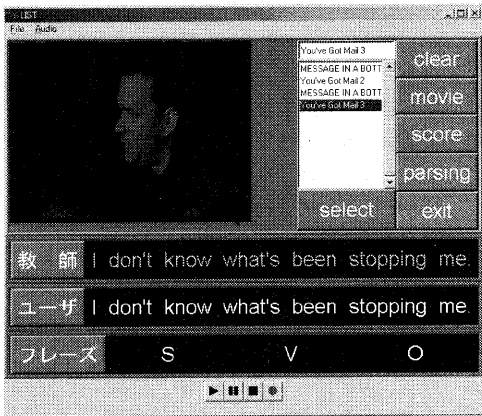 LIST
File Audio
You've Got Mail 3
MESSAGE IN A BOTT
You've Got Mail 2
MESSAGE IN A BOTT
You've Got Mail 3
clear
movie
score
parsing
select
exit
教 師 I don't know what's been stopping me.
ユーザ I don't know what's been stopping me.
フレーズ S V O